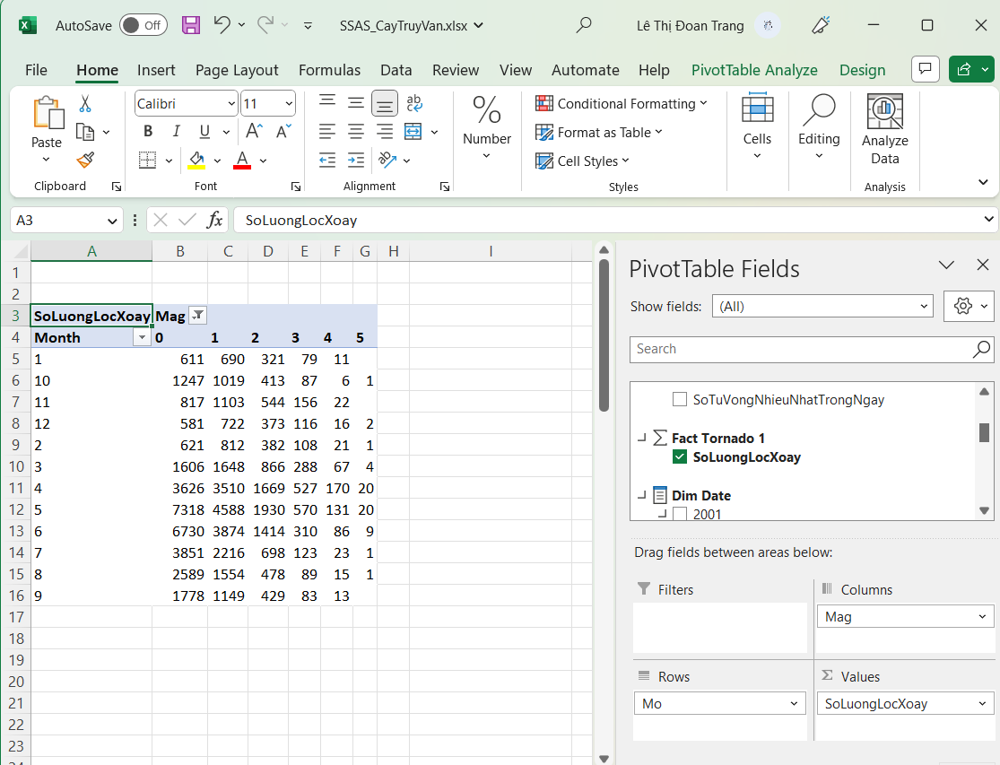 AutoSave Off SSAS_CayTruyVan.xlsx Lê Thị Đoan Trang
File Home Insert Page Layout Formulas Data Review View Automate Help PivotTable Analyze Design
Paste
Clipboard
Calibri 11
B I U A A
A
Font
ab
Alignment
%
Number
Conditional Formatting
Format as Table
Cell Styles
Styles
Cells
Editing
Analyze
Data
Analysis
A3 fx SoLuongLocXoay
A B C D E F G H I
1
2
3 SoLuongLocXoay Mag
4 Month 0 1 2 3 4 5
5 1 611 690 321 79 11
6 10 1247 1019 413 87 6 1
7 11 817 1103 544 156 22
8 12 581 722 373 116 16 2
9 2 621 812 382 108 21 1
10 3 1606 1648 866 288 67 4
11 4 3626 3510 1669 527 170 20
12 5 7318 4588 1930 570 131 20
13 6 6730 3874 1414 310 86 9
14 7 3851 2216 698 123 23 1
15 8 2589 1554 478 89 15 1
16 9 1778 1149 429 83 13
17
18
19
20
21
22
23
PivotTable Fields
Show fields: (All)
Search
SoTuVongNhieuNhatTrongNgay
Σ Fact Tornado 1
SoLuongLocXoay
Dim Date
2001
Drag fields between areas below:
Filters
Columns
Mag
Rows
Mo
Σ Values
SoLuongLocXoay